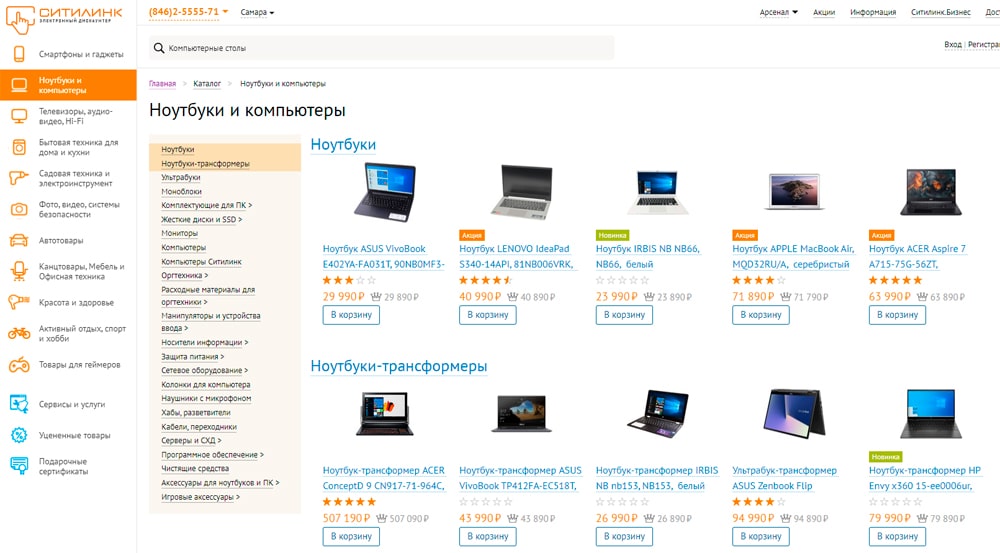 СИТИЛИНК
ЭЛЕКТРОННЫЙ ДИСКАУНТЕР
(846)2-5555-71
Самара
Арсенал
Акции
Информация
Ситилинк.Бизнес
Дост
Компьютерные столы
Вход | Регистрац
Смартфоны и гаджеты
Ноутбуки и
компьютеры
Телевизоры, аудио-
видео, Hi-Fi
Бытовая техника для
дома и кухни
Садовая техника и
электроинструмент
Фото, видео, системы
безопасности
Автотовары
Канцтовары, Мебель и
Офисная техника
Красота и здоровье
Активный отдых, спорт
и хобби
Товары для геймеров
Сервисы и услуги
Уцененные товары
Подарочные
сертификаты
Главная > Каталог > Ноутбуки и компьютеры
Ноутбуки и компьютеры
Ноутбуки
Ноутбуки-трансформеры
Ультрабуки
Моноблоки
Комплектующие для ПК >
Жесткие диски и SSD >
Мониторы
Компьютеры
Компьютеры Ситилинк
Оргтехника >
Расходные материалы для
оргтехники >
Манипуляторы и устройства
ввода >
Носители информации >
Защита питания >
Сетевое оборудование >
Колонки для компьютера
Наушники с микрофоном
Хабы, разветвители
Кабели, переходники
Серверы и СХД >
Программное обеспечение >
Чистящие средства
Аксессуары для ноутбуков и ПК >
Игровые аксессуары >
Ноутбуки
Ноутбук ASUS VivoBook
E402YA-FA031T, 90NB0MF3-
29 990 ₽ 29 890 ₽
В корзину
Акция
Ноутбук LENOVO IdeaPad
S340-14API, 81NB006VRK,
40 990 ₽ 40 890 ₽
В корзину
Новинка
Ноутбук IRBIS NB NB66,
NB66, белый
23 990 ₽ 23 890 ₽
В корзину
Акция
Ноутбук APPLE MacBook Air,
MQD32RU/A, серебристый
71 890 ₽ 71 790 ₽
В корзину
Акция
Ноутбук ACER Aspire 7
A715-75G-56ZT,
63 990 ₽ 63 890 ₽
В корзину
Ноутбуки-трансформеры
Ноутбук-трансформер ACER
ConceptD 9 CN917-71-964C,
507 190 ₽ 507 090 ₽
В корзину
Ноутбук-трансформер ASUS
VivoBook TP412FA-EC518T,
43 990 ₽ 43 890 ₽
В корзину
Ноутбук-трансформер IRBIS
NB nb153, NB153, белый
26 990 ₽ 26 890 ₽
В корзину
Ультрабук-трансформер
ASUS Zenbook Flip
94 990 ₽ 94 890 ₽
В корзину
Новинка
Ноутбук-трансформер HP
Envy x360 15-ee0006ur,
79 990 ₽ 79 890 ₽
В корзину